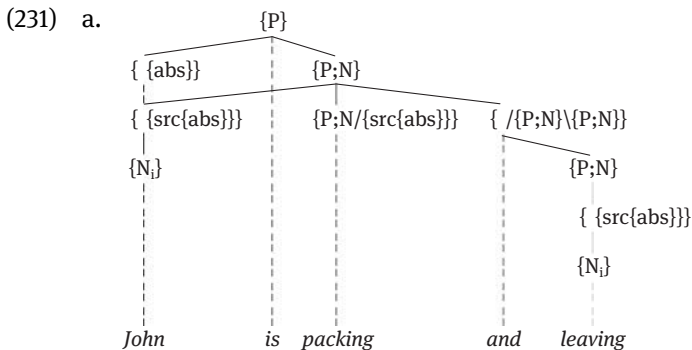 (231) a. {P}
{ {abs}} {P;N}
{ {src{abs}}} {P;N/{src{abs}}} { /{P;N}\{P;N}}
{Nᵢ} {P;N}
{ {src{abs}}}
{Nᵢ}
John is packing and leaving